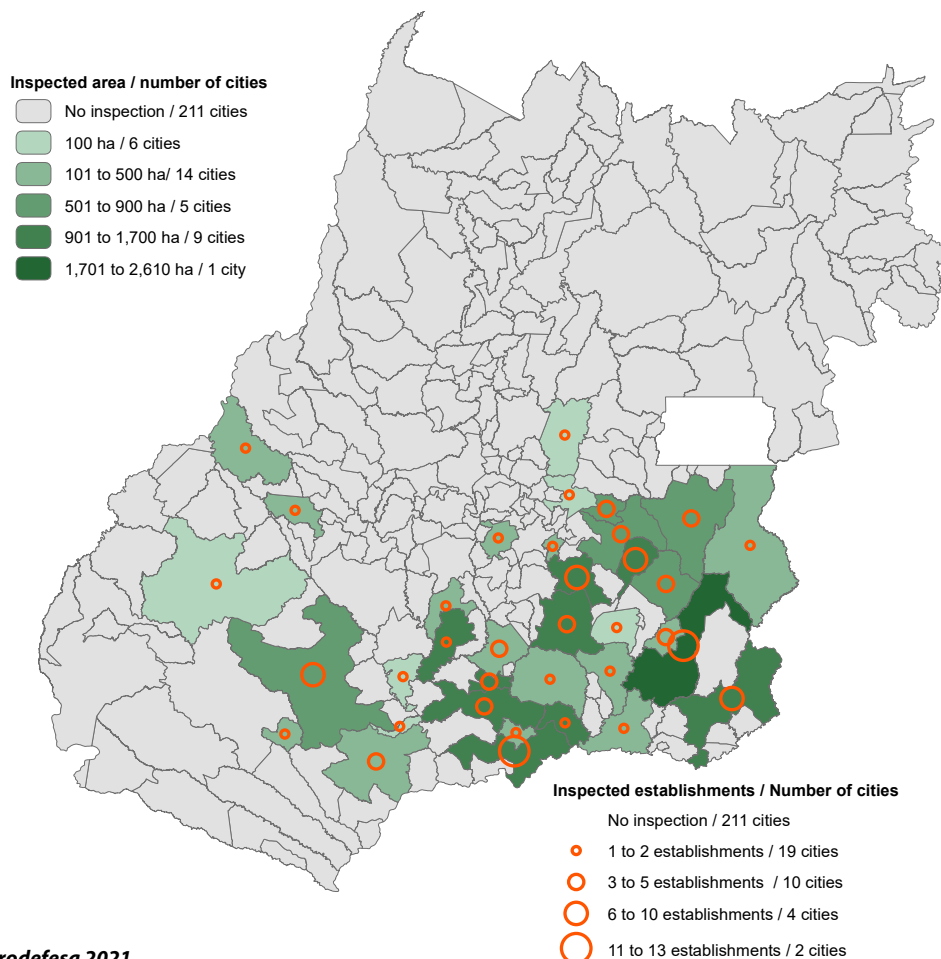 Inspected area / number of cities
No inspection / 211 cities
100 ha / 6 cities
101 to 500 ha/ 14 cities
501 to 900 ha / 5 cities
901 to 1,700 ha / 9 cities
1,701 to 2,610 ha / 1 city
Inspected establishments / Number of cities
No inspection / 211 cities
1 to 2 establishments / 19 cities
3 to 5 establishments / 10 cities
6 to 10 establishments / 4 cities
11 to 13 establishments / 2 cities
rodefesa 2021